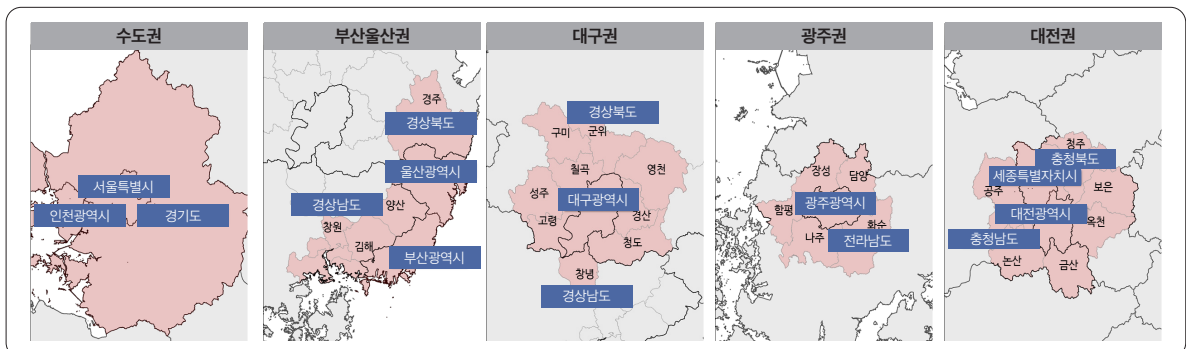 수도권
서울특별시
인천광역시
경기도
부산울산권
경주
경상북도
울산광역시
경상남도
양산
창원
김해
부산광역시
대구권
경상북도
구미
군위
칠곡
영천
성주
대구광역시
고령
경산
청도
창녕
경상남도
광주권
장성
담양
광주광역시
함평
화순
나주
전라남도
대전권
청주
충청북도
세종특별자치시
공주
보은
대전광역시
옥천
충청남도
논산
금산